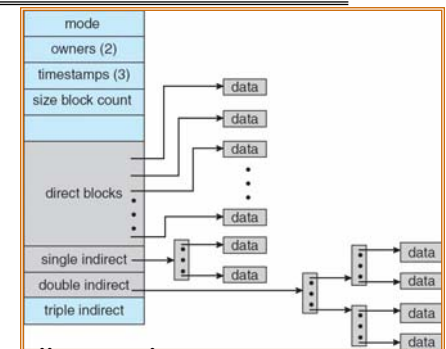 mode
owners (2)
timestamps (3)
size block count
data
data
data
direct blocks
data
single indirect
data
data
double indirect
triple indirect
data
data
data
data